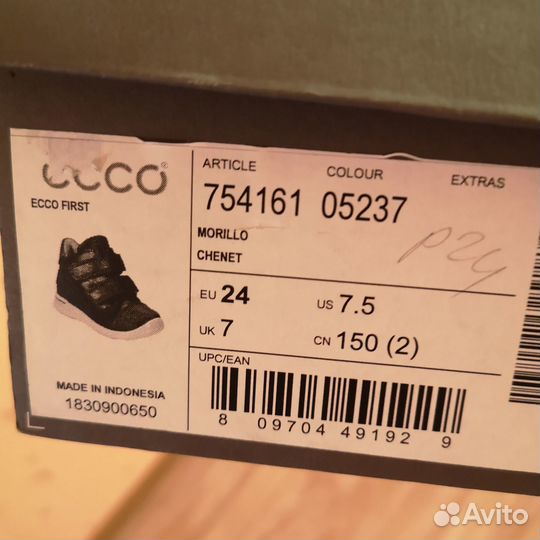 ecco
ECCO FIRST
MADE IN INDONESIA
1830900650
ARTICLE COLOUR EXTRAS
754161 05237
MORILLO
CHENET
р24
EU 24 US 7.5
UK 7 CN 150 (2)
UPC/EAN
8 09704 49192 9
Avito